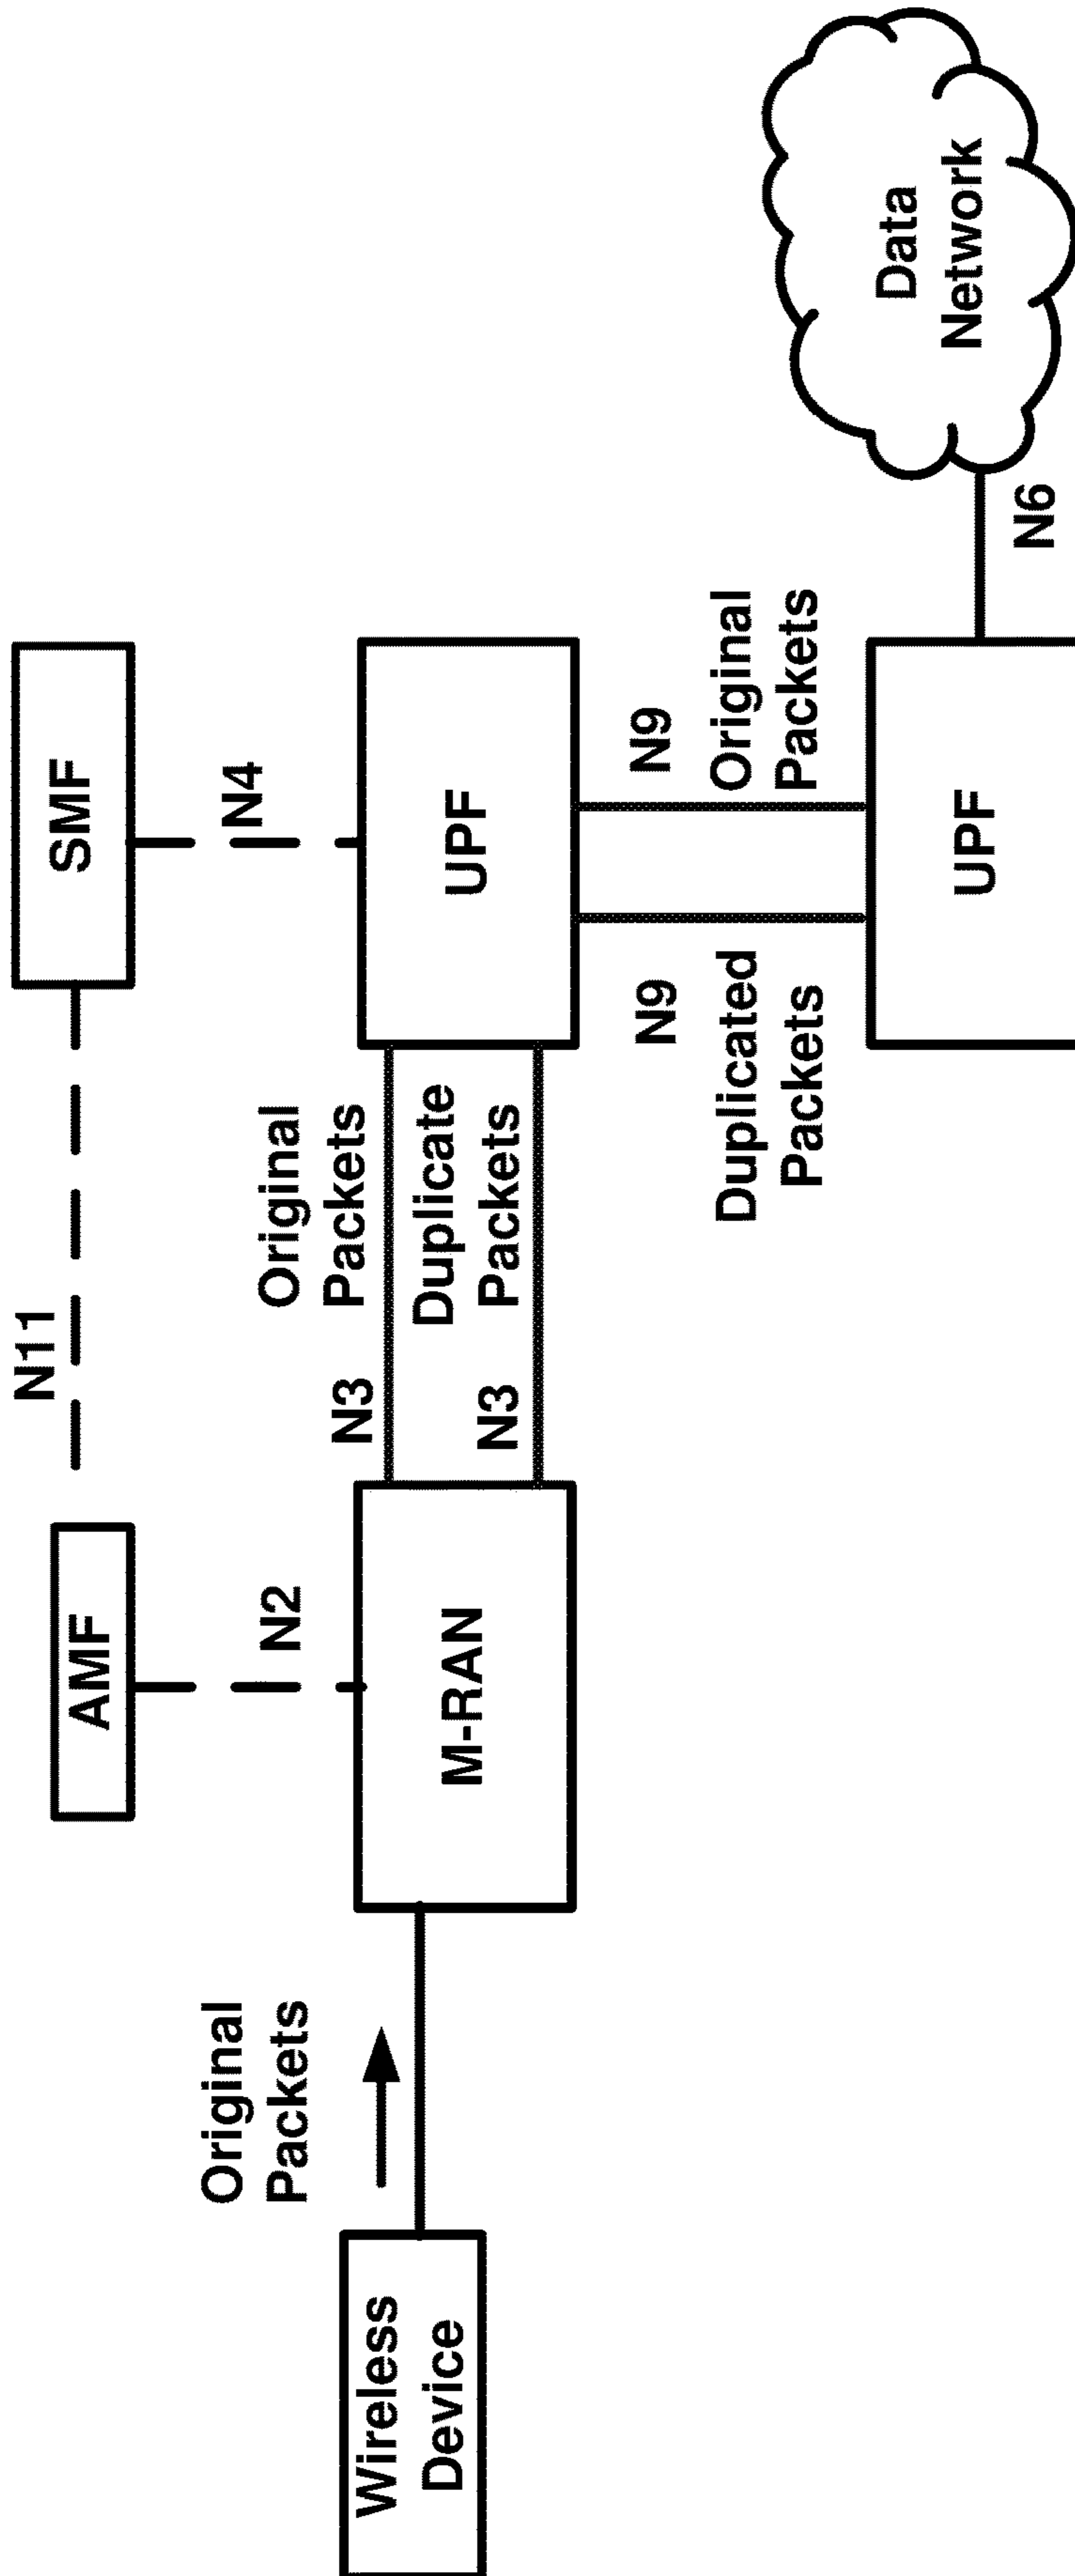 AMF
N11
SMF
N2
N4
Original
Packets
Wireless
Device
M-RAN
N3
Original
Packets
Duplicate
Packets
N3
UPF
N9
Duplicated
Packets
N9
Original
Packets
UPF
N6
Data
Network